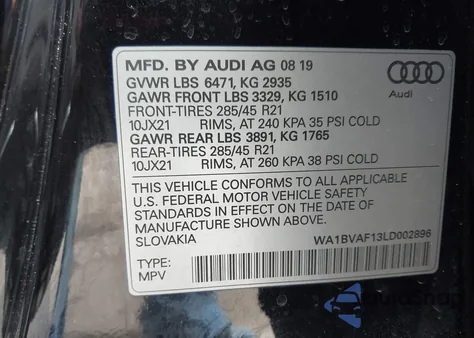 MFD. BY AUDI AG 08 19
GVWR LBS 6471, KG 2935
GAWR FRONT LBS 3329, KG 1510
FRONT-TIRES 285/45 R21
10JX21 RIMS, AT 240 KPA 35 PSI COLD
GAWR REAR LBS 3891, KG 1765
REAR-TIRES 285/45 R21
10JX21 RIMS, AT 260 KPA 38 PSI COLD
THIS VEHICLE CONFORMS TO ALL APPLICABLE
U.S. FEDERAL MOTOR VEHICLE SAFETY
STANDARDS IN EFFECT ON THE DATE OF
MANUFACTURE SHOWN ABOVE.
SLOVAKIA WA1BVAF13LD002896
TYPE:
MPV
Audi